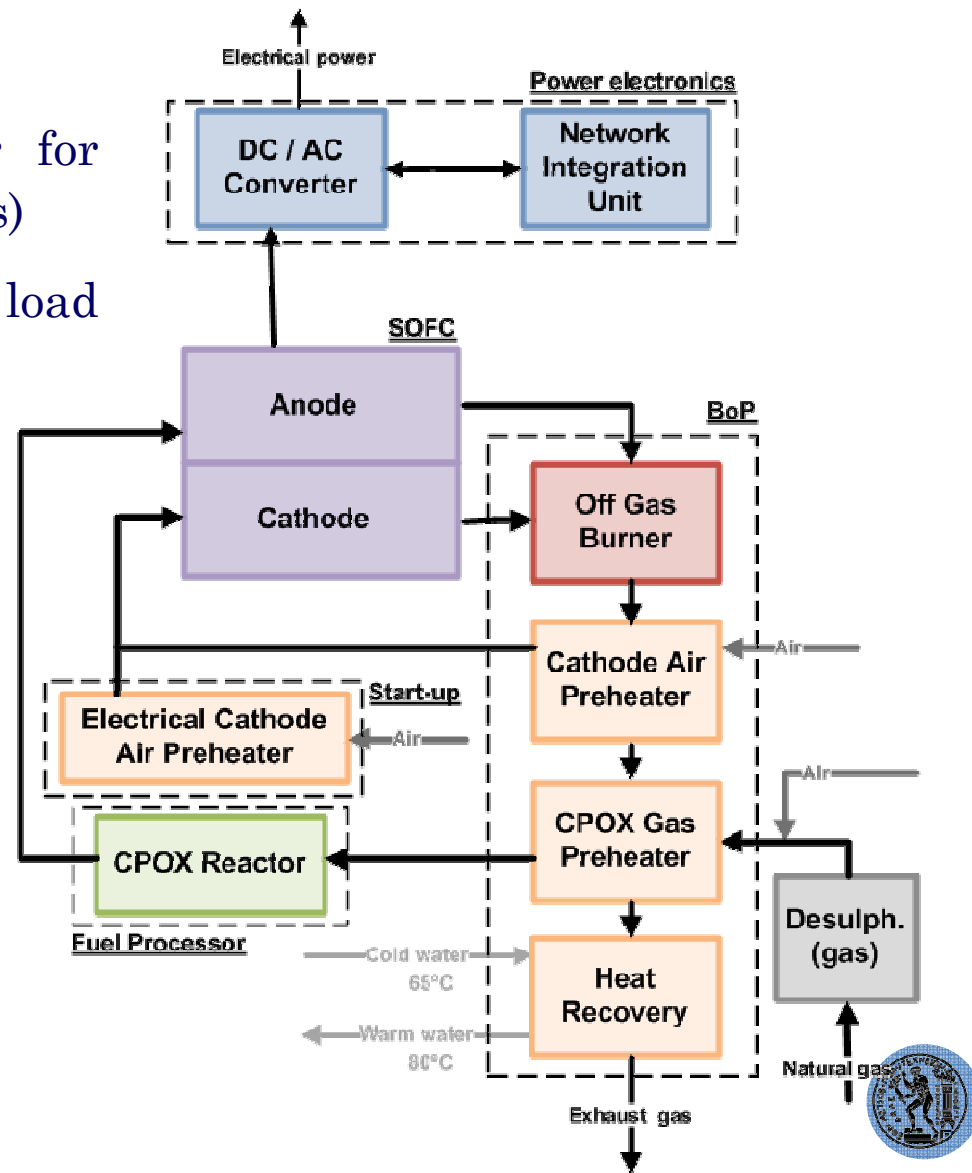 Electrical power
Power electronics
for
s)
load
DC / AC
Converter
Network
Integration
Unit
SOFC
Anode
Cathode
BoP
Off Gas
Burner
Cathode Air
Preheater
Air
Start-up
Electrical Cathode
Air Preheater
Air
Air
CPOX Gas
Preheater
CPOX Reactor
Fuel Processor
Desulph.
(gas)
Cold water
65°C
Heat
Recovery
Warm water
80°C
Natural gas
Exhaust gas